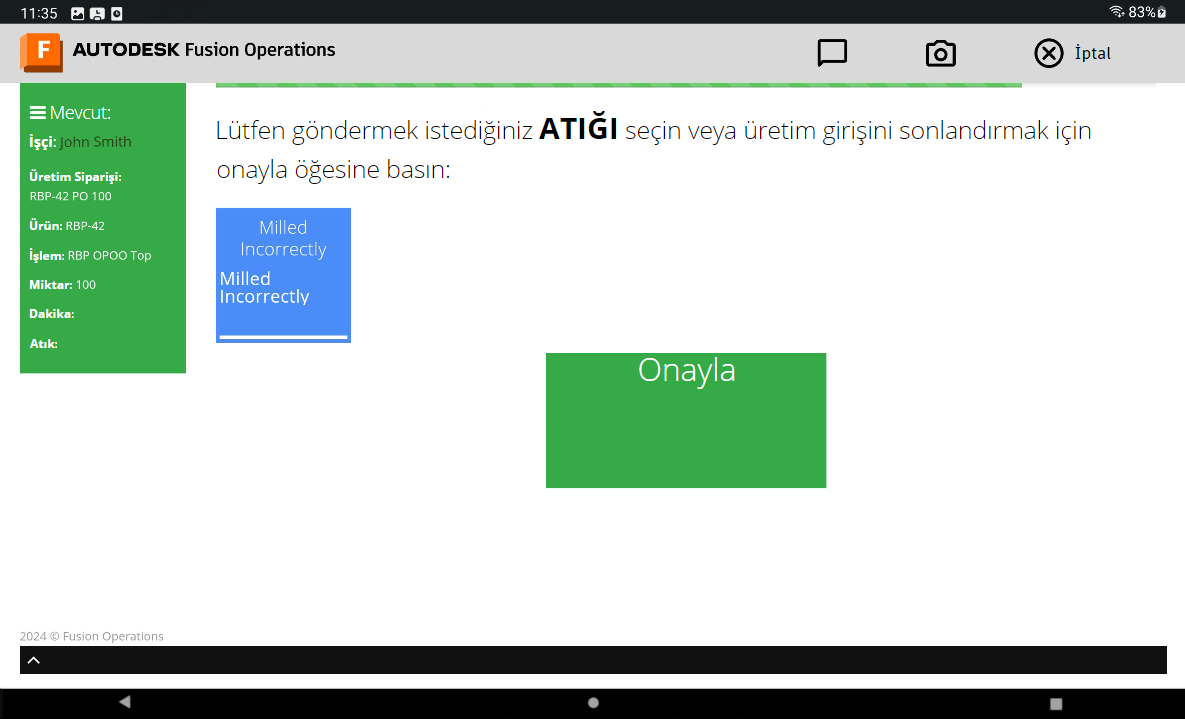 11:35
83%
F AUTODESK Fusion Operations
İptal
Mevcut:
İşçi: John Smith
Üretim Siparişi:
RBP-42 PO 100
Ürün: RBP-42
İşlem: RBP OPOO Top
Miktar: 100
Dakika:
Atık:
Lütfen göndermek istediğiniz ATIĞI seçin veya üretim girişini sonlandırmak için
onayla öğesine basın:
Milled
Incorrectly
Milled
Incorrectly
Onayla
2024 © Fusion Operations